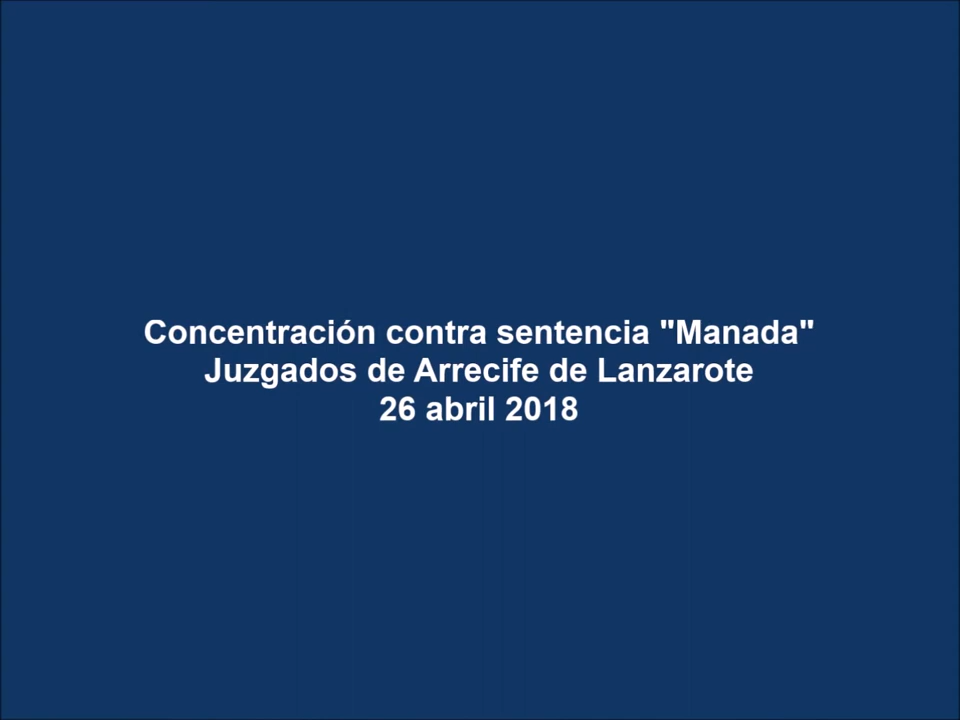 Concentración contra sentencia "Manada"
Juzgados de Arrecife de Lanzarote
26 abril 2018